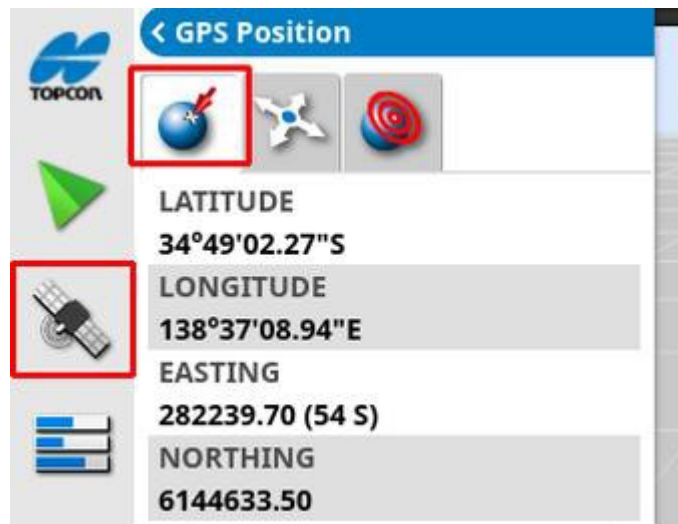 TOPCON
< GPS Position
LATITUDE
34°49'02.27"S
LONGITUDE
138°37'08.94"E
EASTING
282239.70 (54 S)
NORTHING
6144633.50